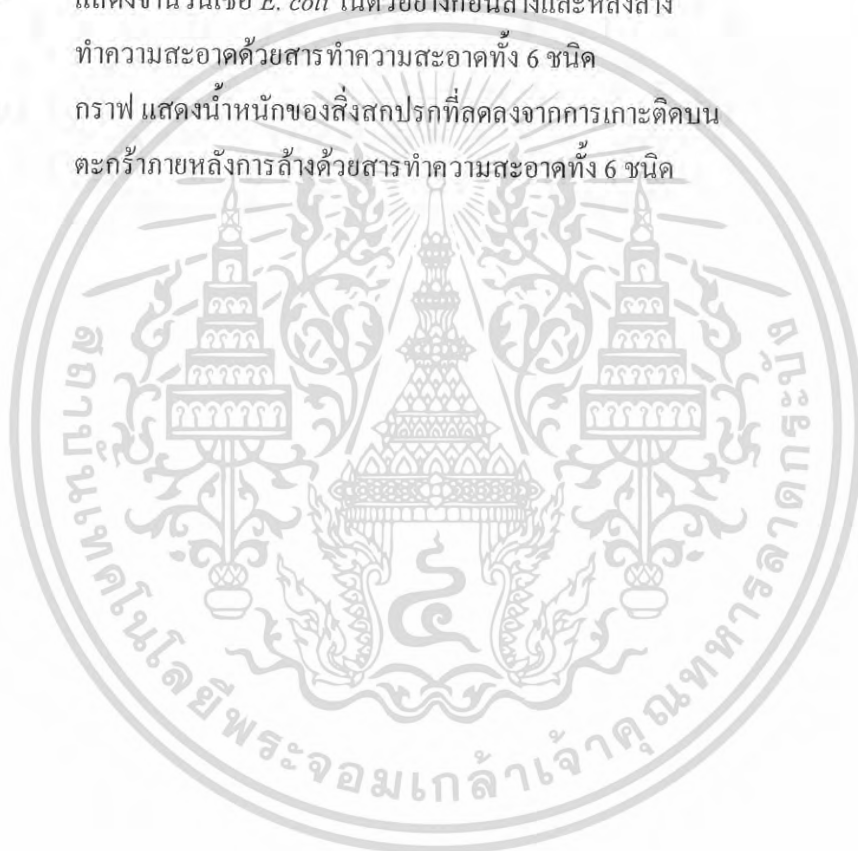 แสดงจำนวนเชื้อ E. coli ในตัวอย่างก่อนล้างและหลังล้าง
ทำความสะอาดด้วยสารทำความสะอาดทั้ง 6 ชนิด
กราฟ แสดงน้ำหนักของสิ่งสกปรกที่ลดลงจากการเกาะติดบน
ตะกร้าภายหลังการล้างด้วยสารทำความสะอาดทั้ง 6 ชนิด
สถาบันเทคโนโลยีพระจอมเกล้าเจ้าคุณทหารลาดกระบัง
๔